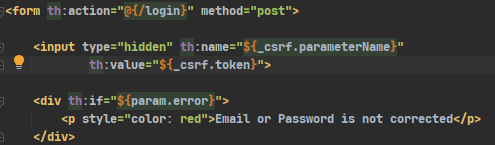 <form th:action="@{/login}" method="post">
<input type="hidden" th:name="${_csrf.parameterName}"
th:value="${_csrf.token}">
<div th:if="${param.error}">
<p style="color: red">Email or Password is not corrected</p>
</div>